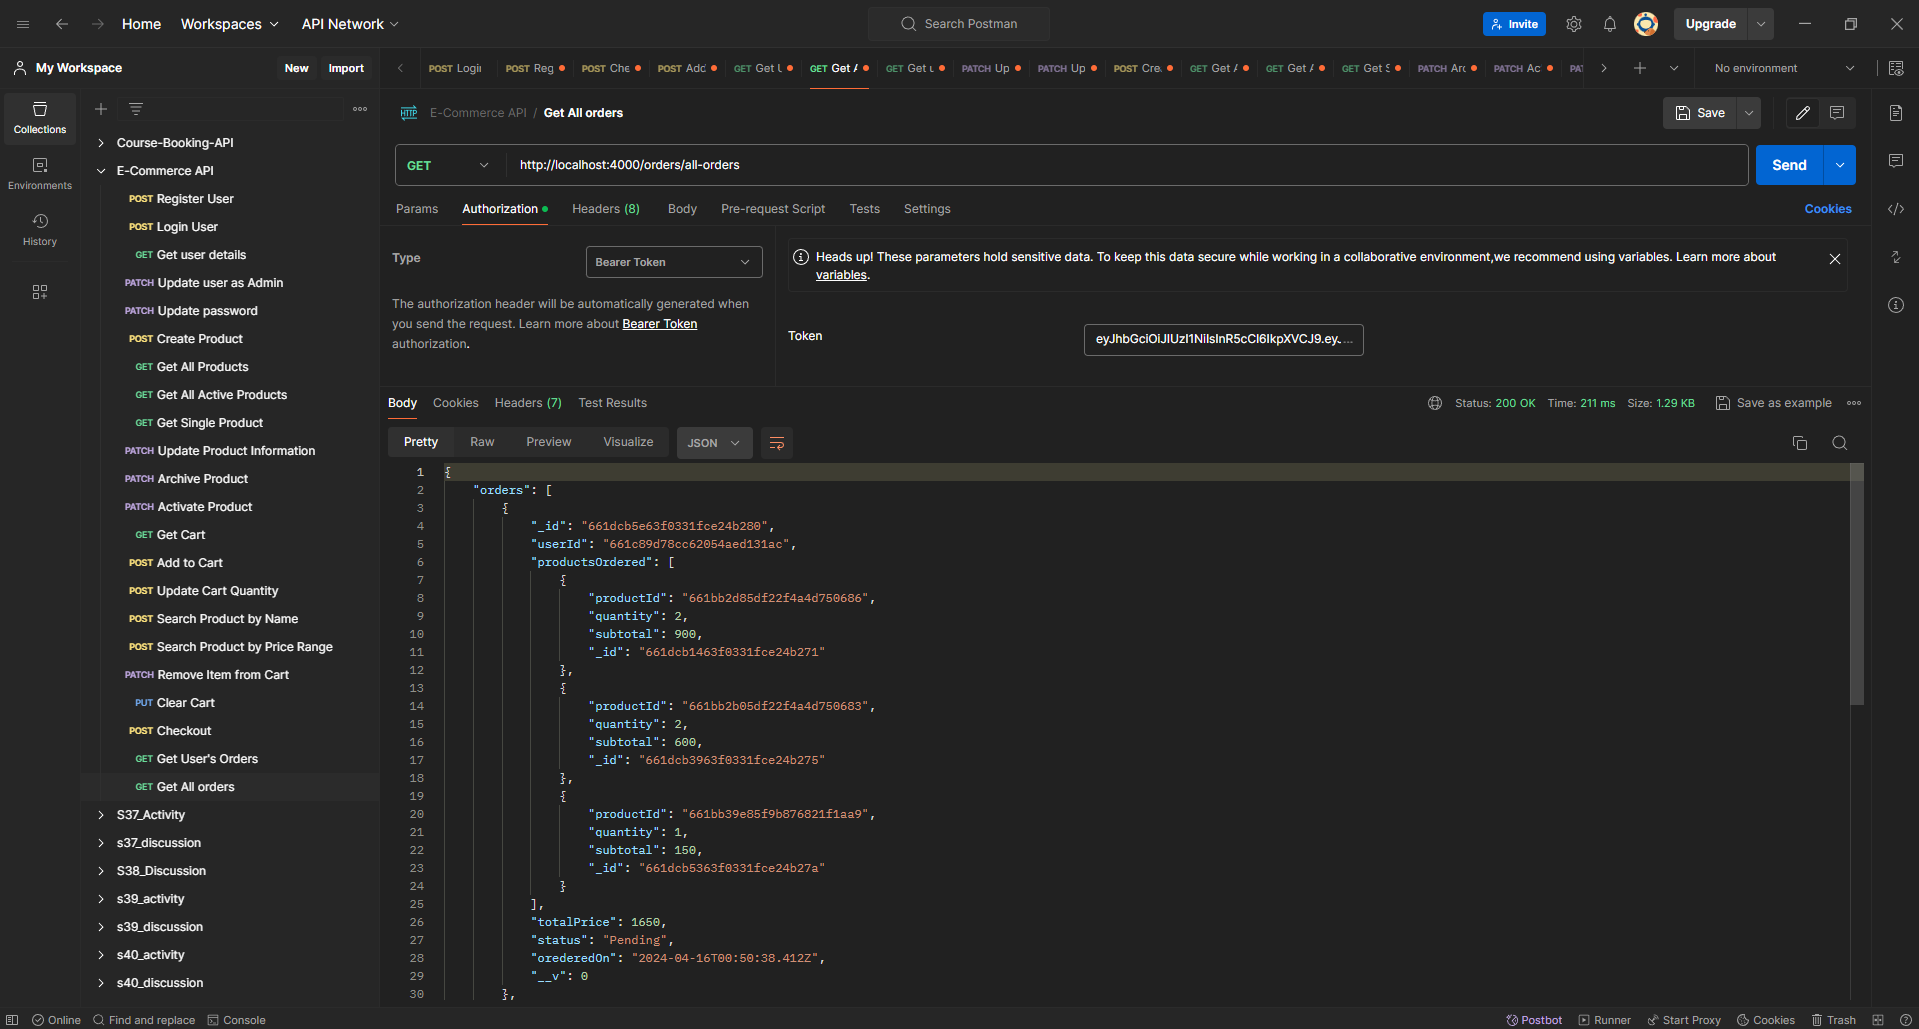 Home Workspaces API Network Search Postman Invite Upgrade
My Workspace New Import POST Login POST Reg POST Che POST Add GET Get U GET Get A GET Get u PATCH Up PATCH Up POST Cre GET Get A GET Get A GET Get S PATCH Arc PATCH Ac PAT No environment
Collections
Environments
History
Course-Booking-API
E-Commerce API
POST Register User
POST Login User
GET Get user details
PATCH Update user as Admin
PATCH Update password
POST Create Product
GET Get All Products
GET Get All Active Products
GET Get Single Product
PATCH Update Product Information
PATCH Archive Product
PATCH Activate Product
GET Get Cart
POST Add to Cart
POST Update Cart Quantity
POST Search Product by Name
POST Search Product by Price Range
PATCH Remove Item from Cart
PUT Clear Cart
POST Checkout
GET Get User's Orders
GET Get All orders
S37_Activity
s37_discussion
S38_Discussion
s39_activity
s39_discussion
s40_activity
s40_discussion
HTTP E-Commerce API / Get All orders Save
GET http://localhost:4000/orders/all-orders Send
Params Authorization Headers (8) Body Pre-request Script Tests Settings Cookies
Type Bearer Token
The authorization header will be automatically generated when
you send the request. Learn more about Bearer Token
authorization.
Heads up! These parameters hold sensitive data. To keep this data secure while working in a collaborative environment,we recommend using variables. Learn more about
variables.
Token
Body Cookies Headers (7) Test Results Status: 200 OK Time: 211 ms Size: 1.29 KB Save as example
Pretty Raw Preview Visualize JSON
1 {
2 "orders": [
3 {
4 "_id": "661dcb5e63f0331fce24b280",
5 "userId": "661c89d78cc62054aed131ac",
6 "productsOrdered": [
7 {
8 "productId": "661bb2d85df22f4a4d750686",
9 "quantity": 2,
10 "subtotal": 900,
11 "_id": "661dcb1463f0331fce24b271"
12 },
13 {
14 "productId": "661bb2b05df22f4a4d750683",
15 "quantity": 2,
16 "subtotal": 600,
17 "_id": "661dcb3963f0331fce24b275"
18 },
19 {
20 "productId": "661bb39e85f9b876821f1aa9",
21 "quantity": 1,
22 "subtotal": 150,
23 "_id": "661dcb5363f0331fce24b27a"
24 }
25 ],
26 "totalPrice": 1650,
27 "status": "Pending",
28 "orederedOn": "2024-04-16T00:50:38.412Z",
29 "__v": 0
30 },
Online Find and replace Console Postbot Runner Start Proxy Cookies Trash